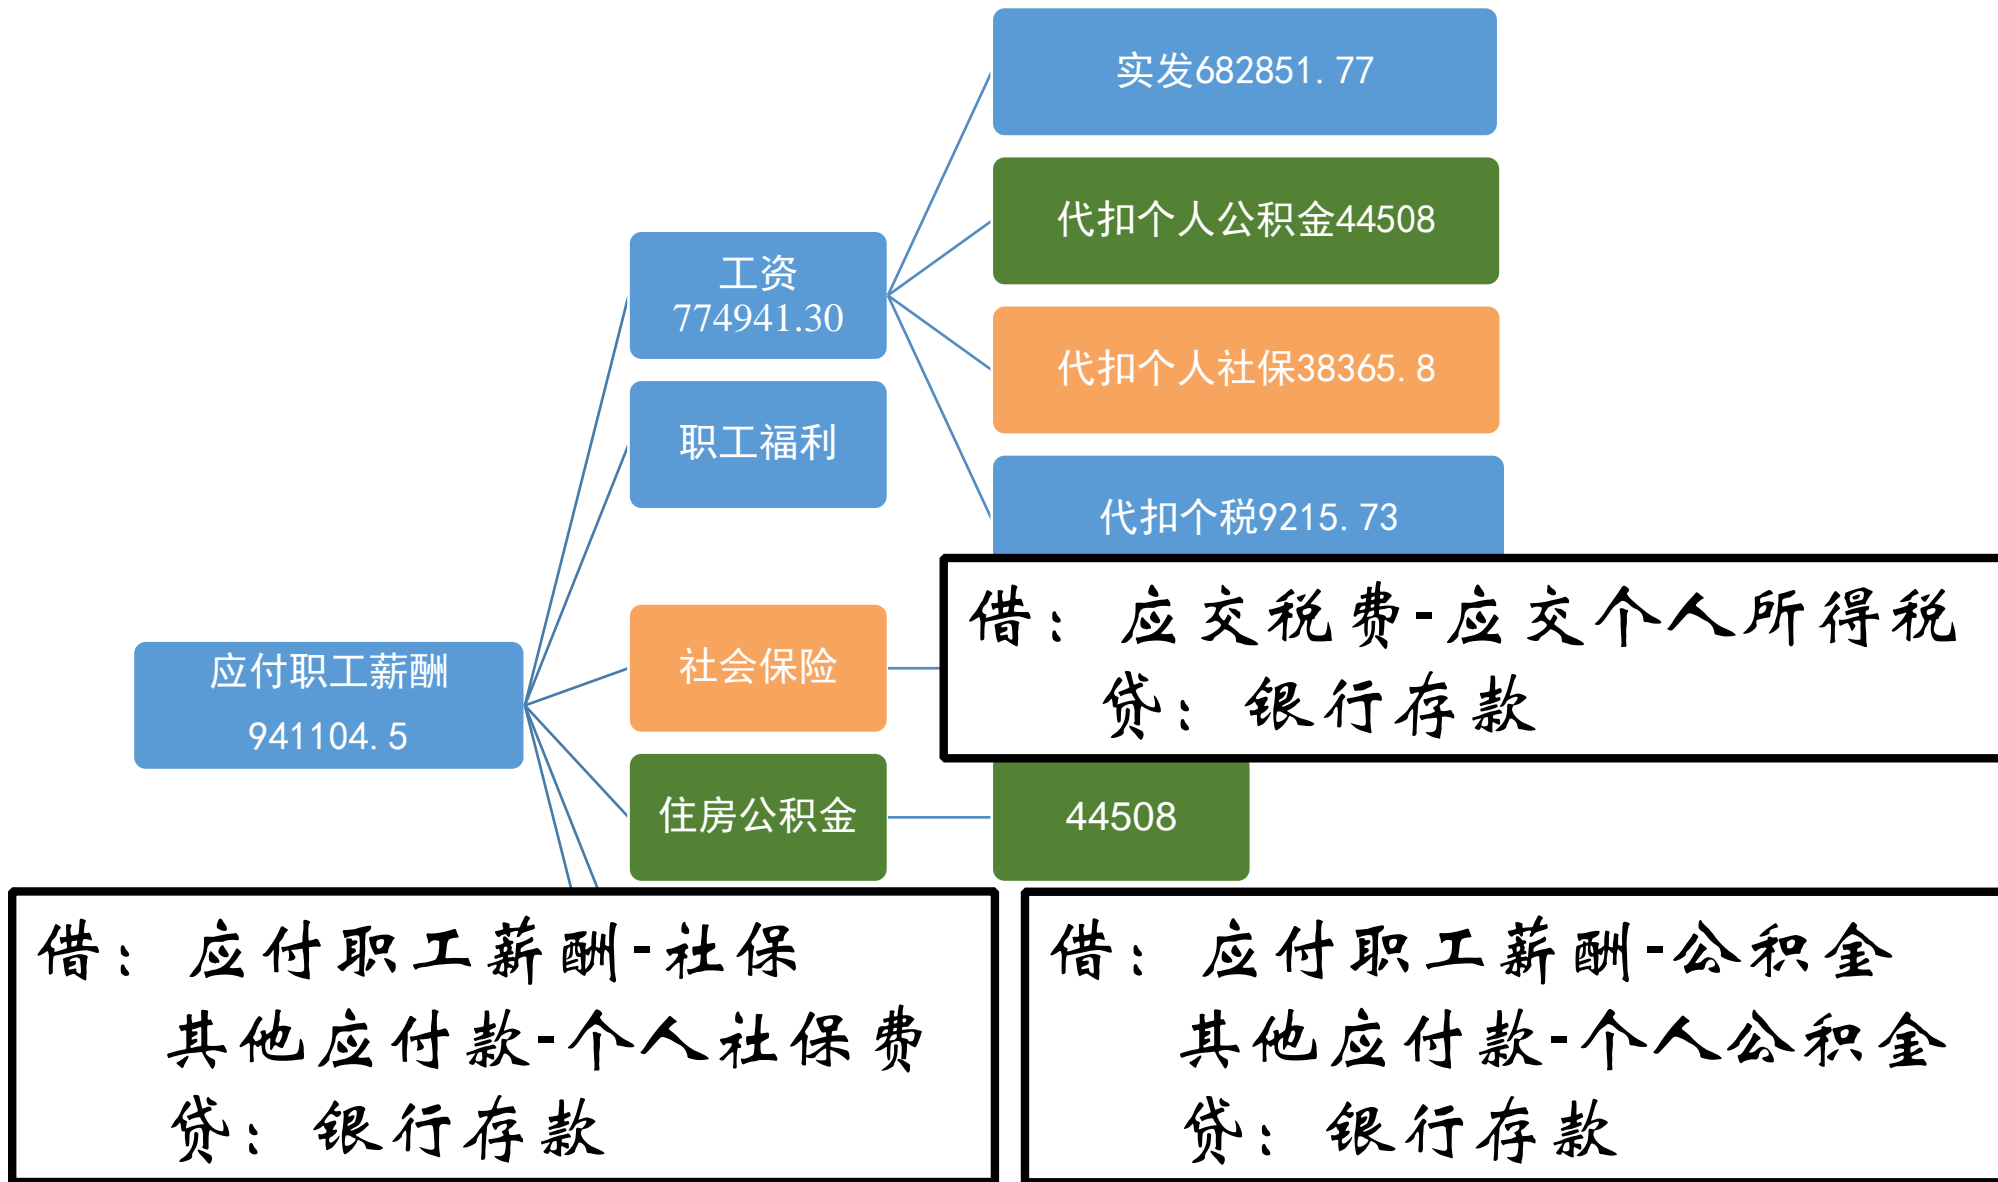 实发682851.77
代扣个人公积金44508
工资
774941.30
代扣个人社保38365.8
职工福利
代扣个税9215.73
借：应交税费-应交个人所得税
贷：银行存款
社会保险
应付职工薪酬
941104.5
住房公积金
44508
借：应付职工薪酬-社保
其他应付款-个人社保费
贷：银行存款
借：应付职工薪酬-公积金
其他应付款-个人公积金
贷：银行存款